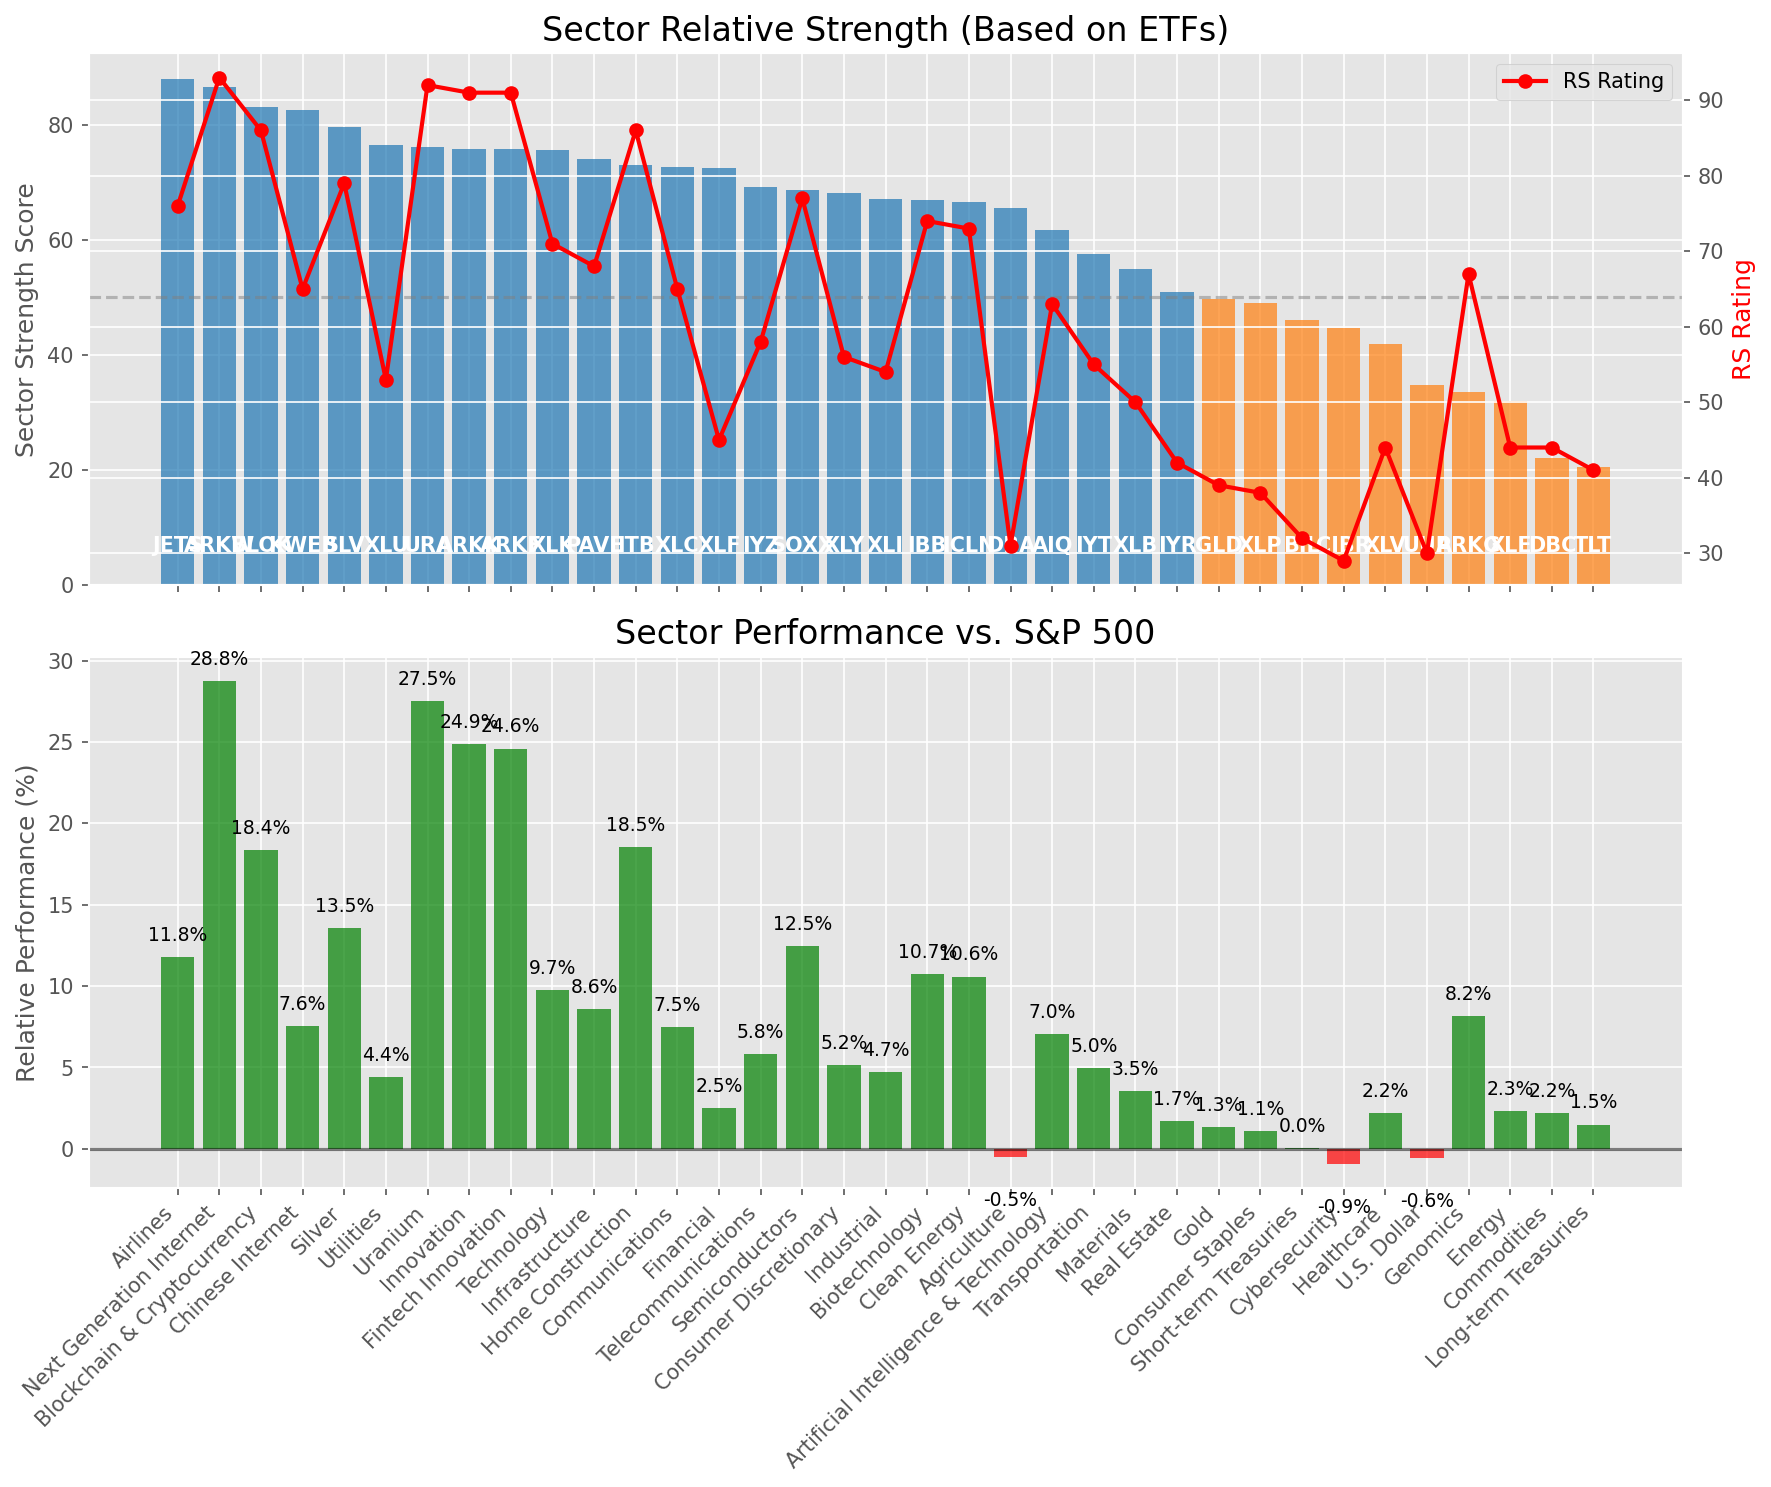 Sector Relative Strength (Based on ETFs)
Sector Strength Score
80
60
40
20
0
RS Rating
90
80
70
60
50
40
30
RS Rating
JETS ARKW BLOK KWEB SLV XLU URA ARKK ARKF XLK PAVE ITB XLC XLF IYZ SOXX XLY XLI IBB ICLN AIQ IYT XLB IYR GLD XLP XLV ARKG XLE DBC TLT
Sector Performance vs. S&P 500
Relative Performance (%)
30
25
20
15
10
5
0
11.8%
28.8%
18.4%
7.6%
13.5%
4.4%
27.5%
24.9%
24.6%
9.7%
8.6%
18.5%
7.5%
2.5%
5.8%
12.5%
5.2%
4.7%
10.7%
10.6%
-0.5%
7.0%
5.0%
3.5%
1.7%
1.3%
1.1%
0.0%
-0.9%
2.2%
-0.6%
8.2%
2.3%
2.2%
1.5%
Airlines
Next Generation Internet
Blockchain & Cryptocurrency
Chinese Internet
Silver
Utilities
Uranium
Innovation
Fintech Innovation
Technology
Infrastructure
Home Construction
Communications
Financial
Telecommunications
Semiconductors
Consumer Discretionary
Industrial
Biotechnology
Clean Energy
Agriculture
Artificial Intelligence & Technology
Transportation
Materials
Real Estate
Gold
Consumer Staples
Short-term Treasuries
Cybersecurity
Healthcare
U.S. Dollar
Genomics
Energy
Commodities
Long-term Treasuries